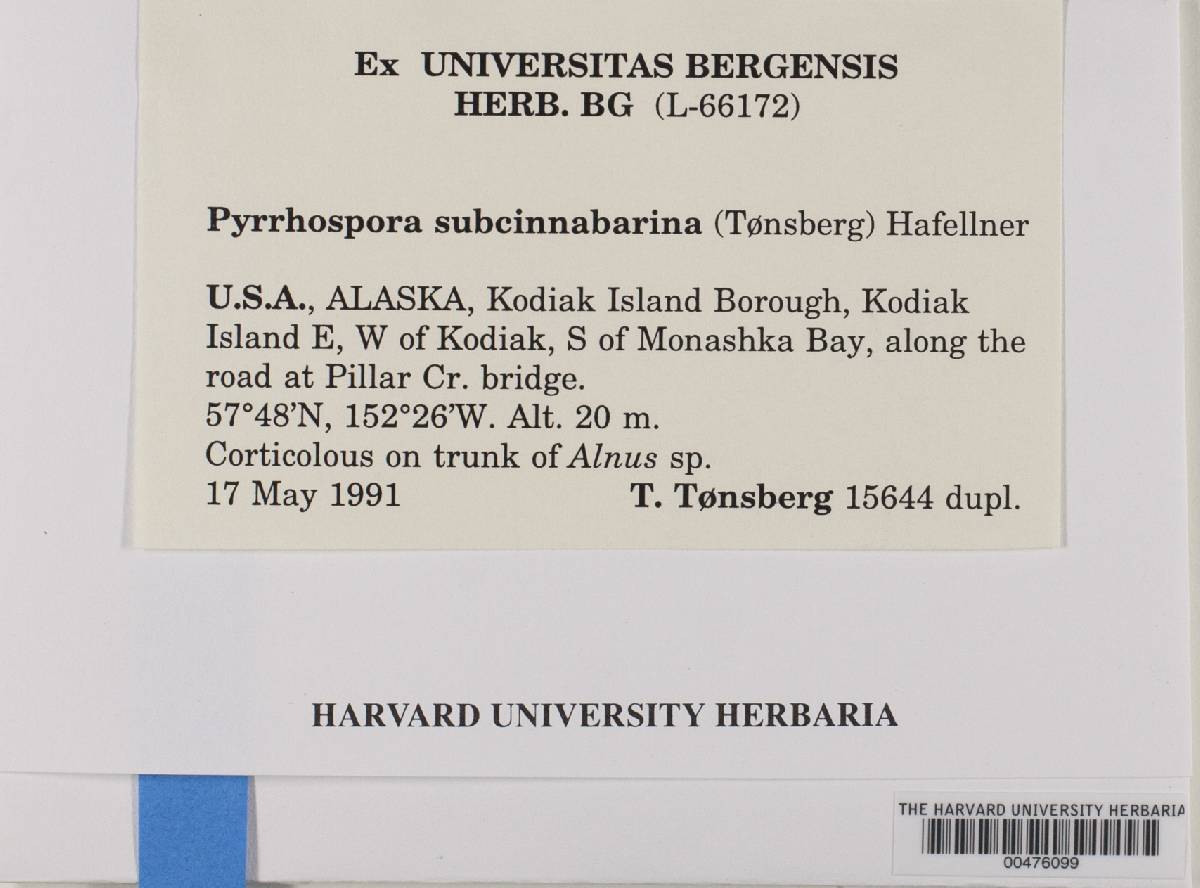 Ex UNIVERSITAS BERGENSIS
HERB. BG (L-66172)
Pyrrhospora subcinnabarina (Tønsberg) Hafellner
U.S.A., ALASKA, Kodiak Island Borough, Kodiak
Island E, W of Kodiak, S of Monashka Bay, along the
road at Pillar Cr. bridge.
57°48’N, 152°26’W. Alt. 20 m.
Corticolous on trunk of Alnus sp.
17 May 1991 T. Tønsberg 15644 dupl.
HARVARD UNIVERSITY HERBARIA
THE HARVARD UNIVERSITY HERBARIA
00476099